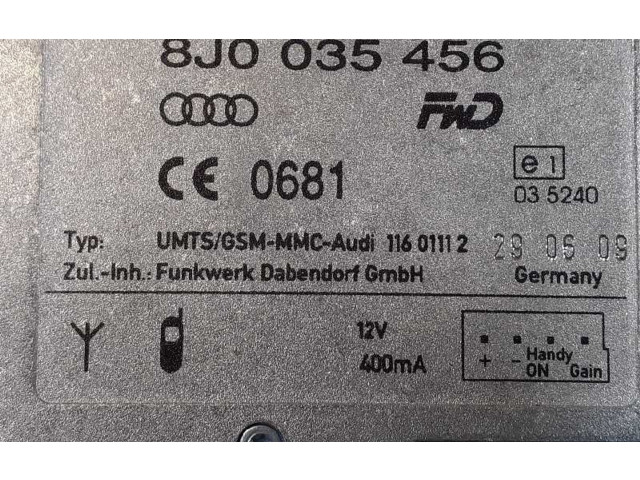 8J0 035 456
FWD
CE 0681
e1
03 5240
Typ: UMTS/GSM-MMC-Audi 116 0111 2 29 06 09
Zul.-Inh.: Funkwerk Dabendorf GmbH Germany
12V
400mA
+ - Handy ON Gain